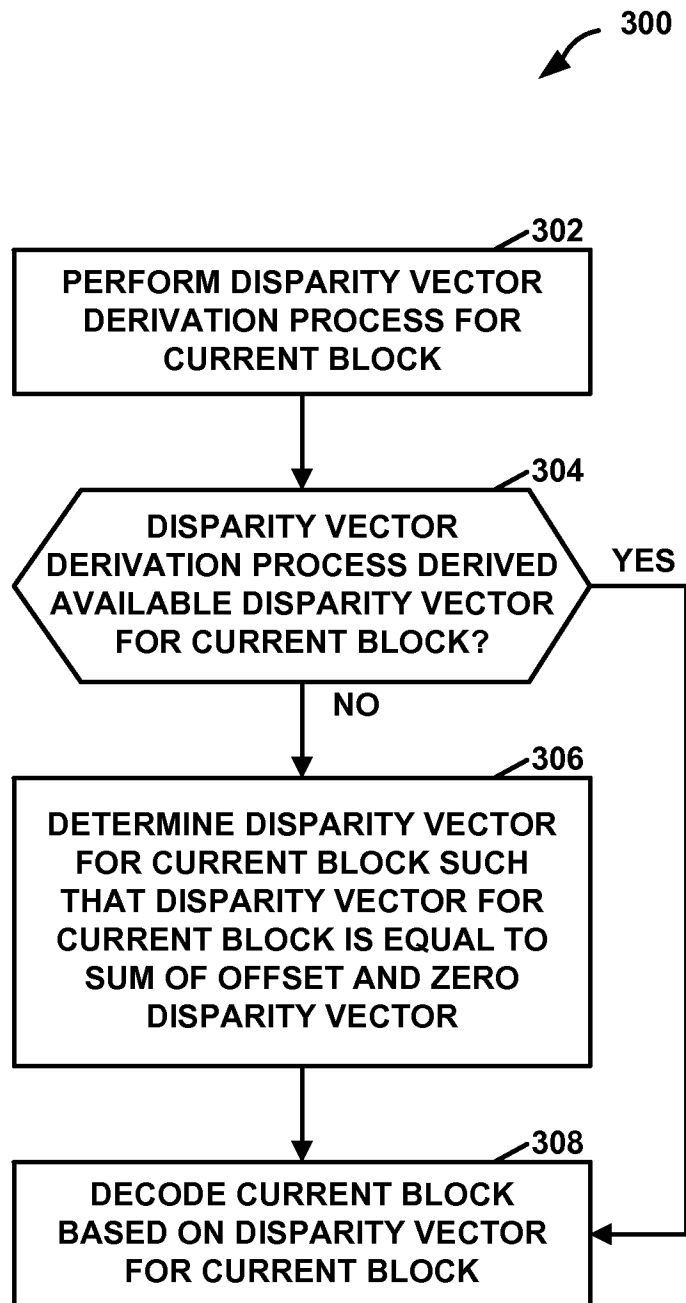 300
302
PERFORM DISPARITY VECTOR
DERIVATION PROCESS FOR
CURRENT BLOCK
304
DISPARITY VECTOR
DERIVATION PROCESS DERIVED
AVAILABLE DISPARITY VECTOR
FOR CURRENT BLOCK?
YES
NO
306
DETERMINE DISPARITY VECTOR
FOR CURRENT BLOCK SUCH
THAT DISPARITY VECTOR FOR
CURRENT BLOCK IS EQUAL TO
SUM OF OFFSET AND ZERO
DISPARITY VECTOR
308
DECODE CURRENT BLOCK
BASED ON DISPARITY VECTOR
FOR CURRENT BLOCK